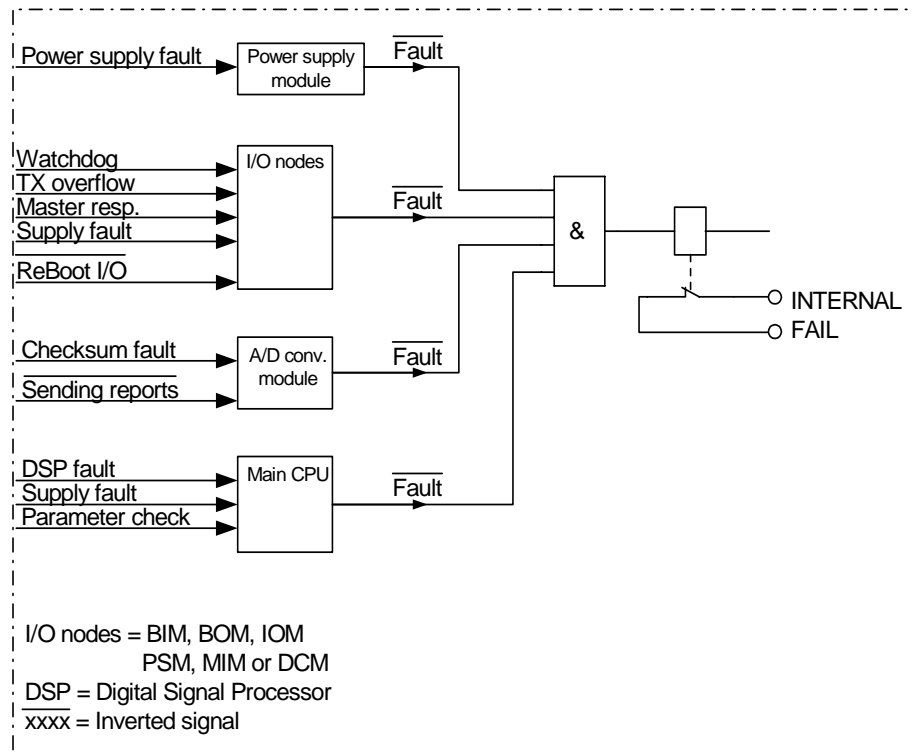 Power supply fault
Power supply
module
Fault
Watchdog
TX overflow
Master resp.
Supply fault
ReBoot I/O
I/O nodes
Fault
&
INTERNAL
FAIL
Checksum fault
Sending reports
A/D conv.
module
Fault
DSP fault
Supply fault
Parameter check
Main CPU
Fault
I/O nodes = BIM, BOM, IOM
PSM, MIM or DCM
DSP = Digital Signal Processor
xxxx = Inverted signal